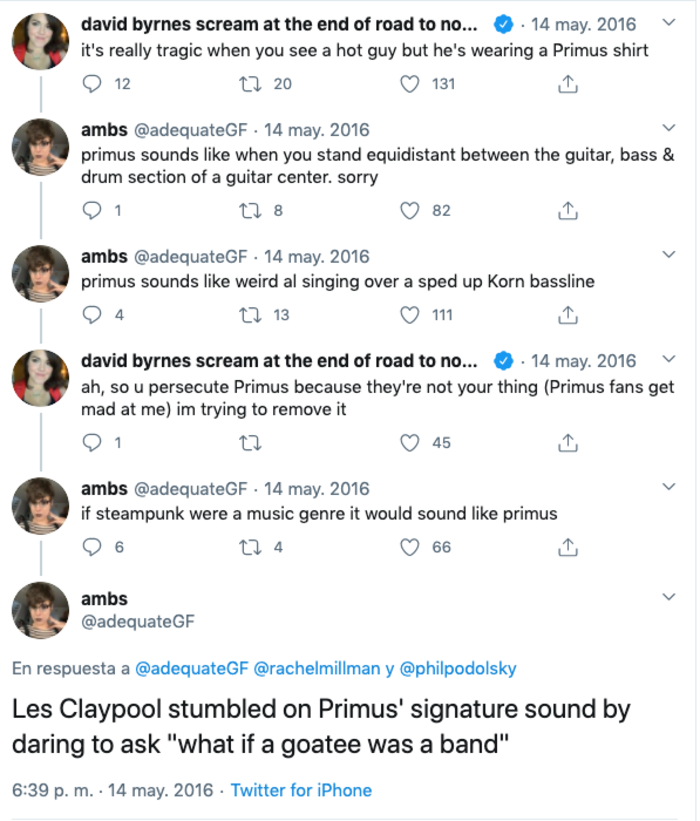 david byrnes scream at the end of road to no... · 14 may. 2016
it's really tragic when you see a hot guy but he's wearing a Primus shirt
12 20 131
ambs @adequateGF · 14 may. 2016
primus sounds like when you stand equidistant between the guitar, bass &
drum section of a guitar center. sorry
1 8 82
ambs @adequateGF · 14 may. 2016
primus sounds like weird al singing over a sped up Korn bassline
4 13 111
david byrnes scream at the end of road to no... · 14 may. 2016
ah, so u persecute Primus because they're not your thing (Primus fans get
mad at me) im trying to remove it
1 45
ambs @adequateGF · 14 may. 2016
if steampunk were a music genre it would sound like primus
6 4 66
ambs
@adequateGF
En respuesta a @adequateGF @rachelmillman y @philpodolsky
Les Claypool stumbled on Primus' signature sound by
daring to ask "what if a goatee was a band"
6:39 p. m. · 14 may. 2016 · Twitter for iPhone